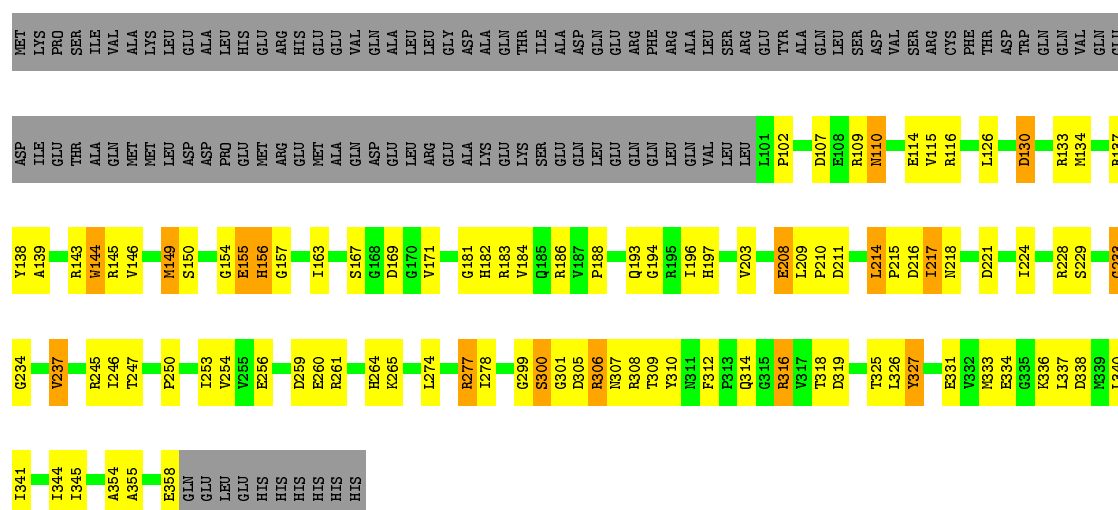 MET LYS PRO SER ILE VAL ALA LYS LEU GLU ALA LEU HIS GLU ARG HIS GLU GLU VAL GLN ALA LEU LEU GLY ASP ALA GLN THR ILE ALA ASP GLN GLU ARG PHE ARG ALA LEU SER ARG GLU TYR ALA GLN LEU SER ASP VAL SER ARG CYS PHE THR ASP TRP GLN GLN VAL GLN GLU
ASP ILE GLU THR ALA GLN MET MET LEU ASP ASP PRO GLU MET ARG GLU MET ALA GLN ASP GLU LEU ARG GLU ALA LYS GLU LYS SER GLU GLN LEU GLU GLN GLN LEU GLN VAL LEU LEU L101 P102 D107 E108 R109 N110 E114 V115 R116 L126 D130 R133 M134 R137
Y138 A139 R143 W144 R145 V146 M149 S150 G154 E155 H156 G157 I163 S167 G168 D169 G170 V171 G181 H182 R183 V184 Q185 R186 V187 P188 Q193 G194 R195 I196 H197 V203 E208 L209 P210 D211 L214 P215 D216 I217 N218 D221 I224 R228 S229 G233
G234 V237 R245 I246 T247 P250 I253 V254 V255 E256 D259 E260 R261 H264 K265 L274 R277 I278 G299 S300 G301 D305 R306 N307 R308 T309 Y310 N311 F312 P313 Q314 G315 R316 V317 T318 D319 T325 L326 Y327 E331 V332 M333 E334 G335 K336 L337 D338 M339 L340
I341 I344 I345 A354 A355 E358 GLN GLU LEU GLU HIS HIS HIS HIS HIS HIS